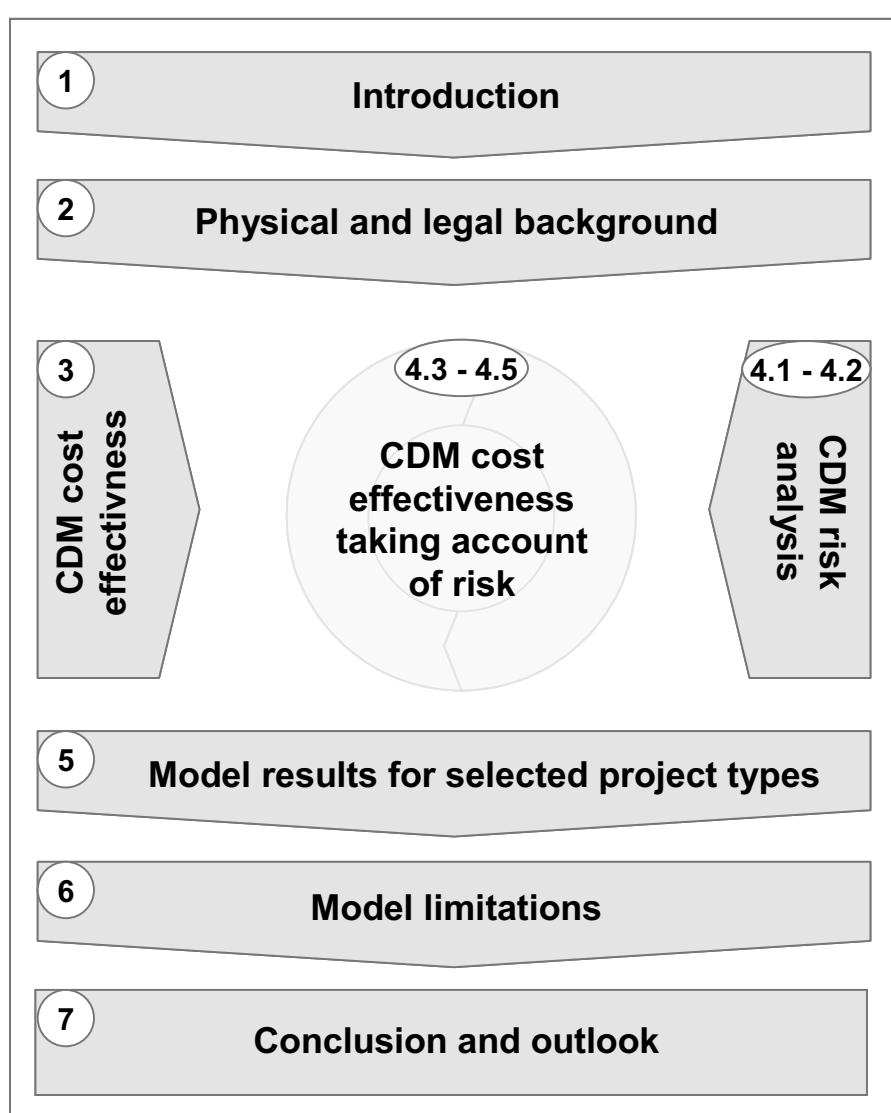 1
Introduction
2
Physical and legal background
3
CDM cost
effectivness
4.3 - 4.5
CDM cost
effectiveness
taking account
of risk
4.1 - 4.2
CDM risk
analysis
5
Model results for selected project types
6
Model limitations
7
Conclusion and outlook